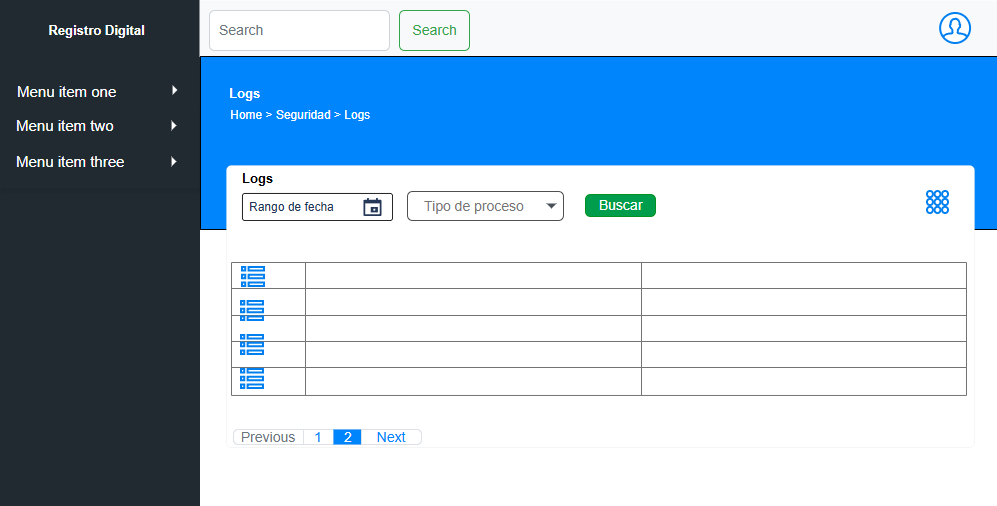 Registro Digital
Search
Search
Menu item one
Menu item two
Menu item three
Logs
Home > Seguridad > Logs
Logs
Rango de fecha
Tipo de proceso
Buscar
Previous 1 2 Next